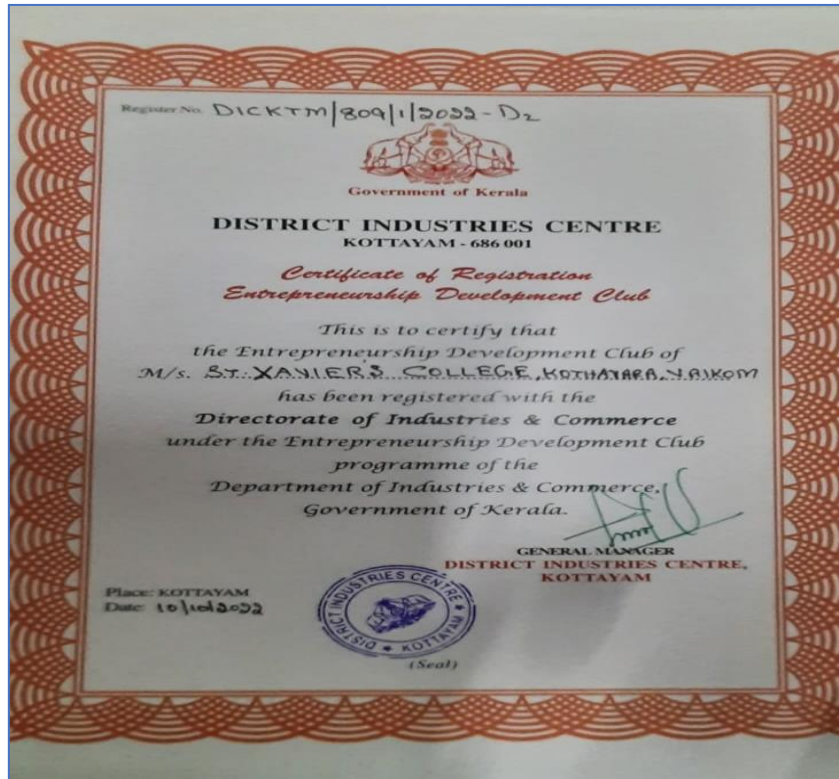 Register No. DICKTM/809/1/2022-D2
Government of Kerala
DISTRICT INDUSTRIES CENTRE
KOTTAYAM - 686 001
Certificate of Registration
Entrepreneurship Development Club
This is to certify that
the Entrepreneurship Development Club of
M/s. ST. XAVIER'S COLLEGE, KOTHAVARA, VAIKOM
has been registered with the
Directorate of Industries & Commerce
under the Entrepreneurship Development Club
programme of the
Department of Industries & Commerce,
Government of Kerala.
GENERAL MANAGER
DISTRICT INDUSTRIES CENTRE,
KOTTAYAM
Place: KOTTAYAM
Date: 10/10/2022
DISTRICT INDUSTRIES CENTRE
KOTTAYAM
(Seal)